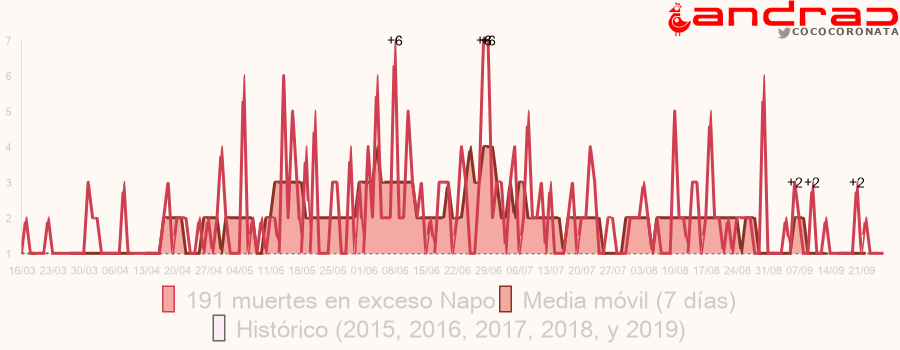 andrac
COCOCORONATA
+6 +6 +6
7
6
5
4
3
2
1
+2 +2 +2
16/03 23/03 30/03 06/04 13/04 20/04 27/04 04/05 11/05 18/05 25/05 01/06 08/06 15/06 22/06 29/06 06/07 13/07 20/07 27/07 03/08 10/08 17/08 24/08 31/08 07/09 14/09 21/09
191 muertes en exceso Napo Media móvil (7 días)
Histórico (2015, 2016, 2017, 2018, y 2019)